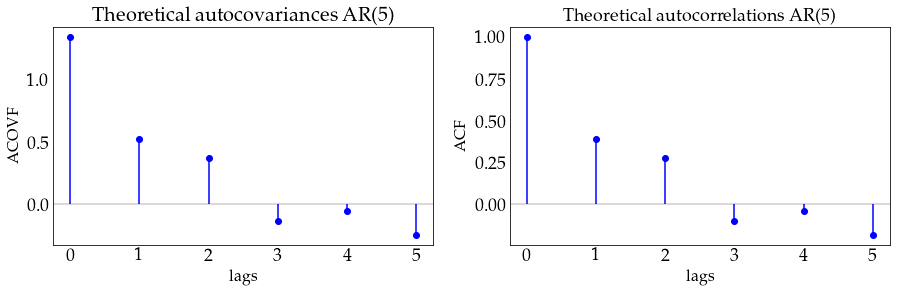 Theoretical autocovariances AR(5)
ACOVF
1.0
0.5
0.0
0 1 2 3 4 5
lags
Theoretical autocorrelations AR(5)
ACF
1.00
0.75
0.50
0.25
0.00
0 1 2 3 4 5
lags